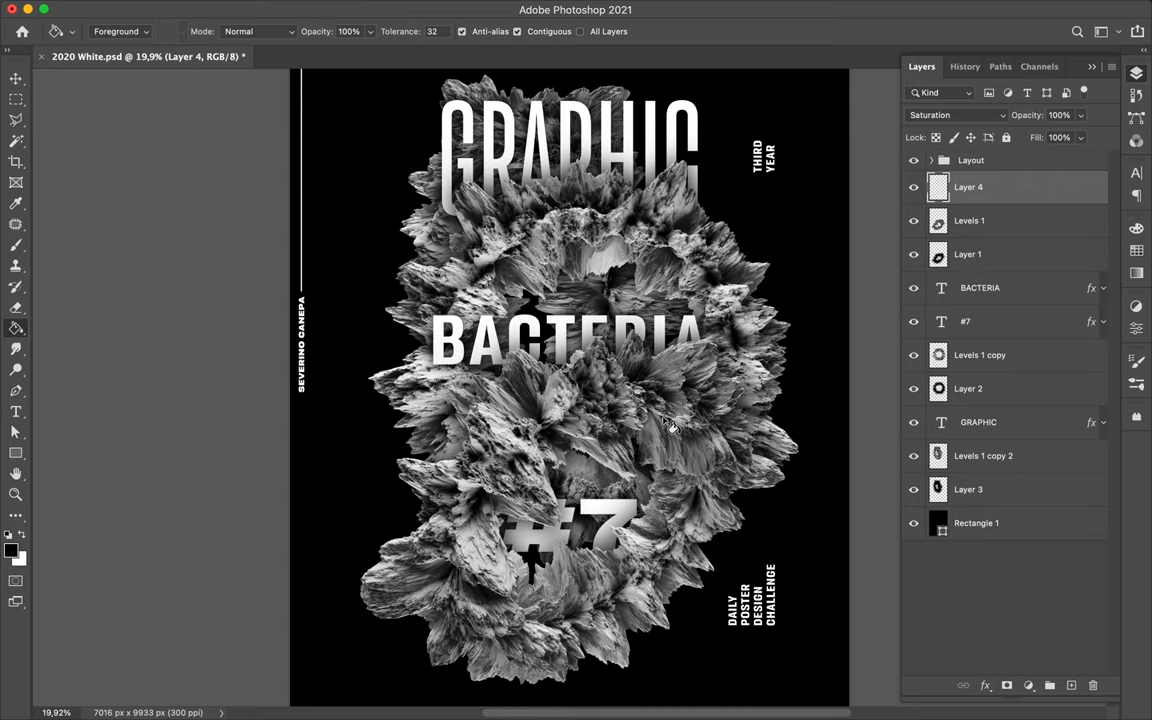 Adobe Photoshop 2021
Foreground
Mode: Normal
Opacity: 100%
Tolerance: 32
Anti-alias
Contiguous
All Layers
2020 White.psd @ 19,9% (Layer 4, RGB/8) *
GRAPHIC
THIRD
YEAR
SEVERINO CANEPA
BACTERIA
#7
DAILY
POSTER
DESIGN
CHALLENGE
Layers
History
Paths
Channels
Kind
Saturation
Opacity: 100%
Lock:
Fill: 100%
Layout
Layer 4
Levels 1
Layer 1
BACTERIA
fx
#7
fx
Levels 1 copy
Layer 2
GRAPHIC
fx
Levels 1 copy 2
Layer 3
Rectangle 1
fx
19,92%
7016 px x 9933 px (300 ppi)